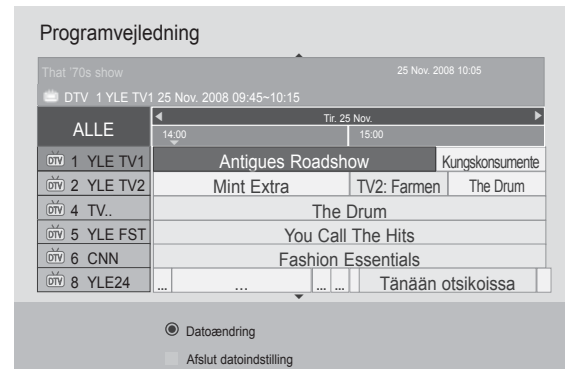 Programvejledning
That '70s show
25 Nov. 2008 10:05
DTV 1 YLE TV1 25 Nov. 2008 09:45~10:15
ALLE
Tir. 25 Nov.
14:00 15:00
DTV 1 YLE TV1 Antigues Roadshow Kungskonsumente
DTV 2 YLE TV2 Mint Extra TV2: Farmen The Drum
DTV 4 TV.. The Drum
DTV 5 YLE FST You Call The Hits
DTV 6 CNN Fashion Essentials
DTV 8 YLE24 ... ... ... ... Tänään otsikoissa
Datoændring
Afslut datoindstilling